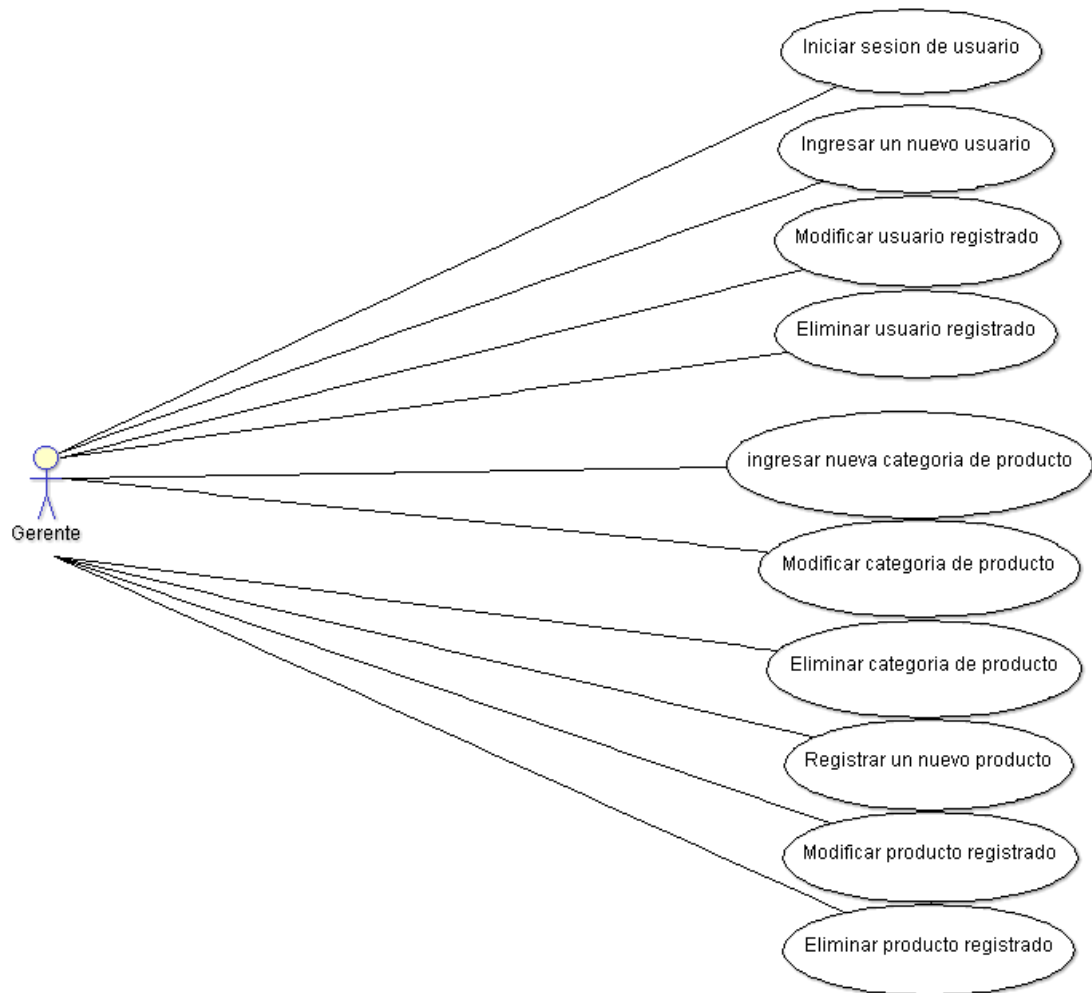 Iniciar sesion de usuario
Ingresar un nuevo usuario
Modificar usuario registrado
Eliminar usuario registrado
ingresar nueva categoria de producto
Gerente
Modificar categoria de producto
Eliminar categoria de producto
Registrar un nuevo producto
Modificar producto registrado
Eliminar producto registrado